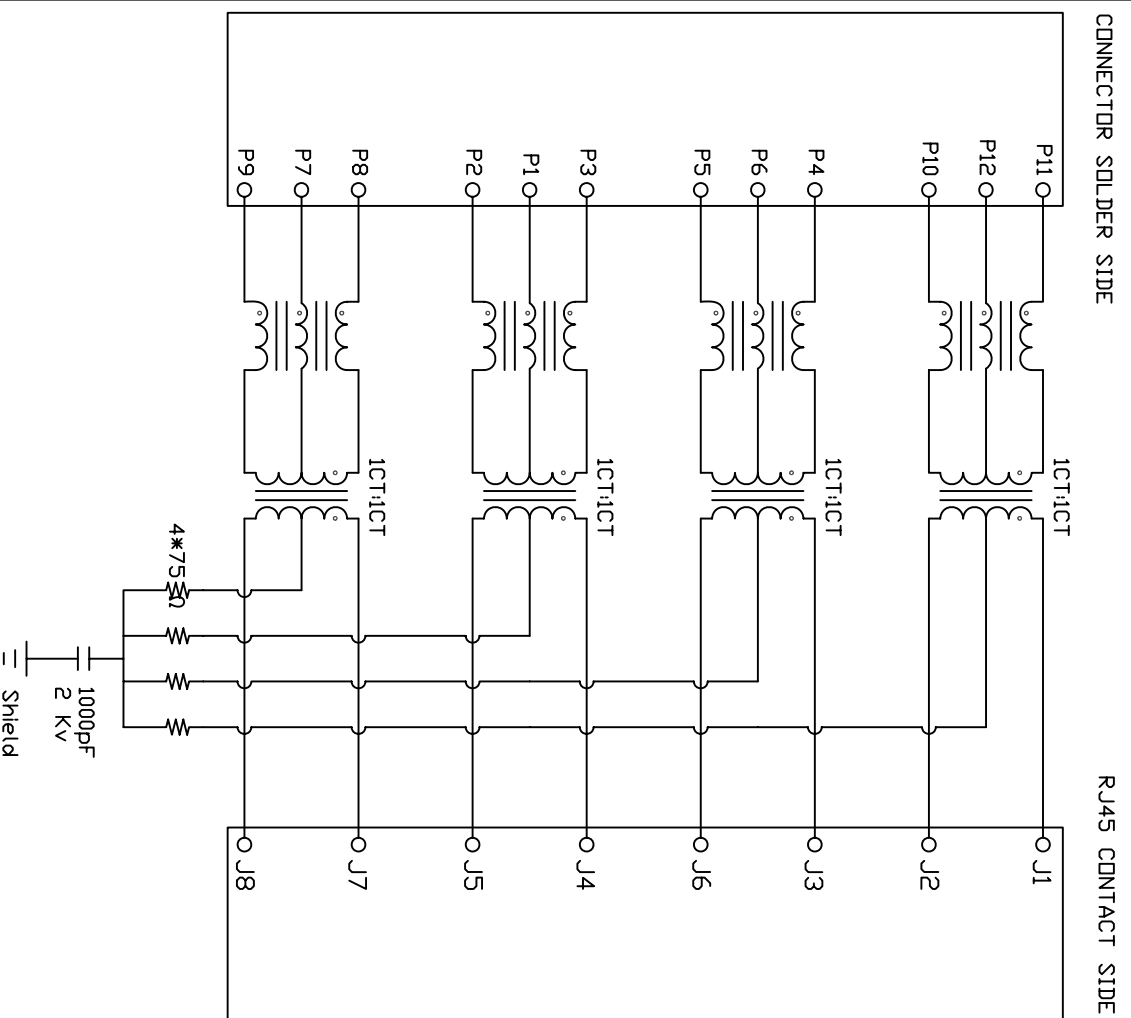 CONNECTOR SOLDER SIDE
RJ45 CONTACT SIDE
P11
P12
P10
P4
P6
P5
P3
P1
P2
P8
P7
P9
1CT:1CT
1CT:1CT
1CT:1CT
1CT:1CT
J1
J2
J3
J6
J4
J5
J7
J8
4*75Ω
1000pF
2 Kv
Shield